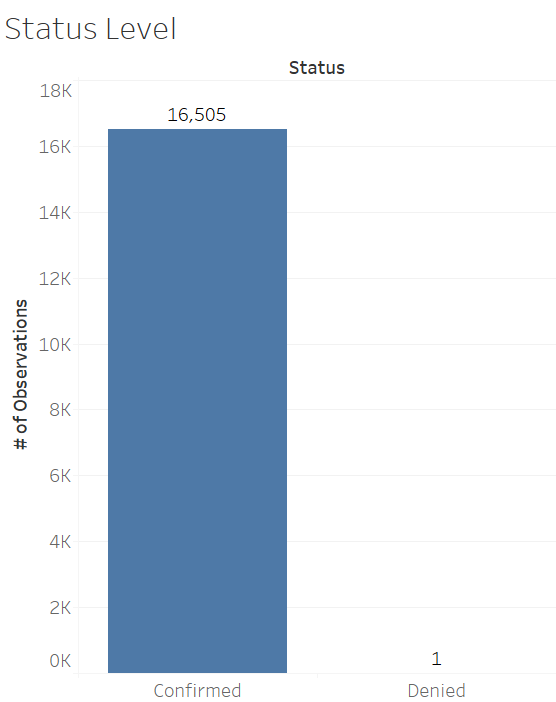 Status Level
Status
18K
16,505
16K
14K
12K
10K
# of Observations
8K
6K
4K
2K
0K
1
Confirmed Denied